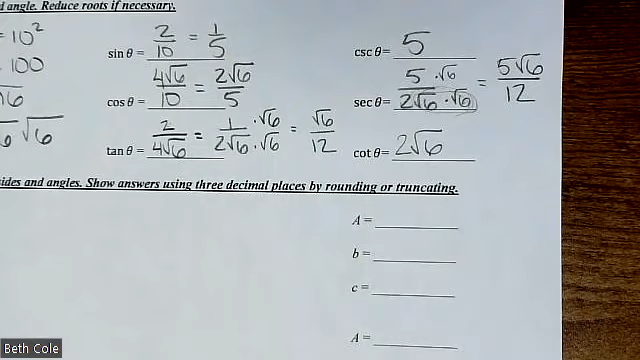 d angle. Reduce roots if necessary.
= 10²
100
√6
sin θ = 2/10 = 1/5
cos θ = 4√6/10 = 2√6/5
tan θ = 2/4√6 = 1/2√6 ·√6/·√6 = √6/12
csc θ = 5
sec θ = 5/2√6 ·√6/·√6 = 5√6/12
cot θ = 2√6
ides and angles. Show answers using three decimal places by rounding or truncating.
A =
b =
c =
A =
Beth Cole